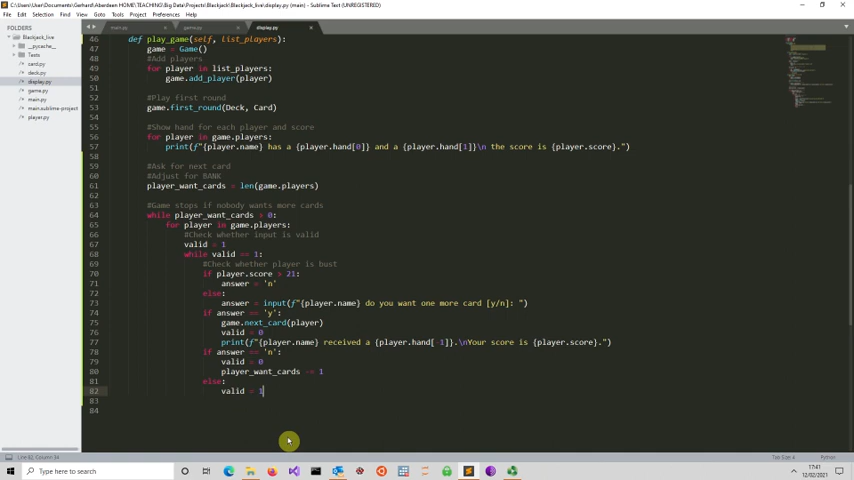 C:\Users\User\Documents\Gerhard\Aberdeen HOME\TEACHING\Big Data\Projects\Blackjack\Blackjack_live\display.py (Blackjack_live) - Sublime Text (UNREGISTERED)
File Edit Selection Find View Goto Tools Project Preferences Help
FOLDERS
Blackjack_live
__pycache__
Tests
card.py
deck.py
display.py
game.py
main.py
main.sublime-project
player.py
main.py game.py display.py
46 def play_game(self, list_players):
47 game = Game()
48 #Add players
49 for player in list_players:
50 game.add_player(player)
51
52 #Play first round
53 game.first_round(Deck, Card)
54
55 #Show hand for each player and score
56 for player in game.players:
57 print(f"{player.name} has a {player.hand[0]} and a {player.hand[1]}\n the score is {player.score}.")
58
59 #Ask for next card
60 #Adjust for BANK
61 player_want_cards = len(game.players)
62
63 #Game stops if nobody wants more cards
64 while player_want_cards > 0:
65 for player in game.players:
66 #Check whether input is valid
67 valid = 1
68 while valid == 1:
69 #Check whether player is bust
70 if player.score > 21:
71 answer = 'n'
72 else:
73 answer = input(f"{player.name} do you want one more card [y/n]: ")
74 if answer == 'y':
75 game.next_card(player)
76 valid = 0
77 print(f"{player.name} received a {player.hand[-1]}.\nYour score is {player.score}.")
78 if answer == 'n':
79 valid = 0
80 player_want_cards -= 1
81 else:
82 valid = 1
83
84
Line 82, Column 34
Tab Size: 4
Python
Type here to search
17:41
12/02/2021